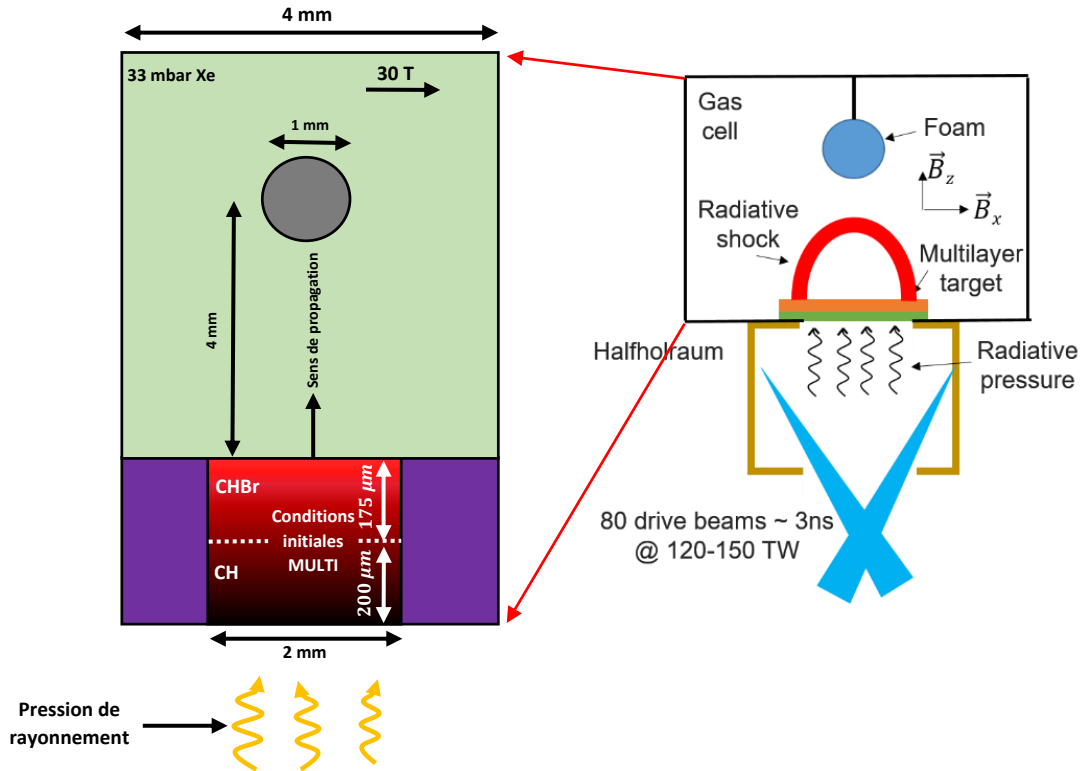 4 mm
33 mbar Xe
30 T
1 mm
4 mm
Sens de propagation
CHBr
175 µm
Conditions
initiales
MULTI
CH
200 µm
2 mm
Pression de
rayonnement
Gas
cell
Foam
B⃗z
B⃗x
Radiative
shock
Multilayer
target
Halfholraum
Radiative
pressure
80 drive beams ~ 3ns
@ 120-150 TW